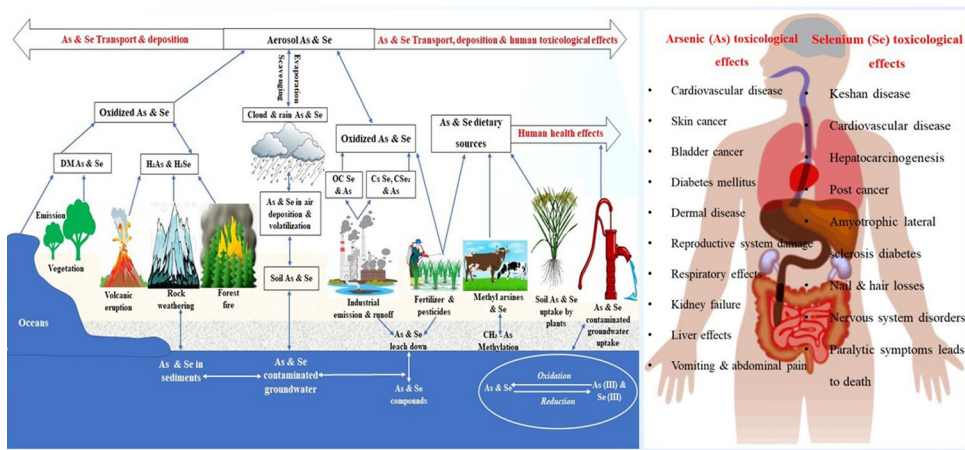 As & Se Transport & deposition
Aerosol As & Se
As & Se Transport, deposition & human toxicological effects
Scavenging
Evaporation
Oxidized As & Se
Cloud & rain As & Se
Oxidized As & Se
As & Se dietary
sources
Human health effects
DM As & Se
H₂As & H₂Se
OC Se
& As
Cs Se, CSe₂
& As
As & Se in air
deposition &
volatilization
Emission
Vegetation
Soil As & Se
Volcanic
eruption
Rock
weathering
Forest
fire
Industrial
emission & runoff
Fertilizer &
pesticides
Methyl arsines
& Se
Soil As & Se
uptake by
plants
As & Se
contaminated
groundwater
uptake
Oceans
As & Se
leach down
CH₃ - As
Methylation
As & Se in
sediments
As & Se
contaminated
groundwater
As & Se
compounds
Oxidation
As & Se
As (III) &
Se (III)
Reduction
Arsenic (As) toxicological
effects
• Cardiovascular disease
• Skin cancer
• Bladder cancer
• Diabetes mellitus
• Dermal disease
• Reproductive system damage
• Respiratory effects
• Kidney failure
• Liver effects
• Vomiting & abdominal pain
Selenium (Se) toxicological
effects
• Keshan disease
• Cardiovascular disease
• Hepatocarcinogenesis
• Post cancer
• Amyotrophic lateral
sclerosis diabetes
• Nail & hair losses
• Nervous system disorders
• Paralytic symptoms leads
to death